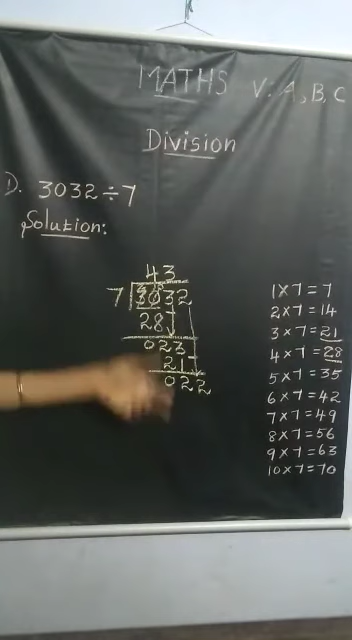 MATHS V. A, B, C
Division
D. 3032 ÷ 7
Solution:
43
7 3032
28
023
21
022
1 x 7 = 7
2 x 7 = 14
3 x 7 = 21
4 x 7 = 28
5 x 7 = 35
6 x 7 = 42
7 x 7 = 49
8 x 7 = 56
9 x 7 = 63
10 x 7 = 70